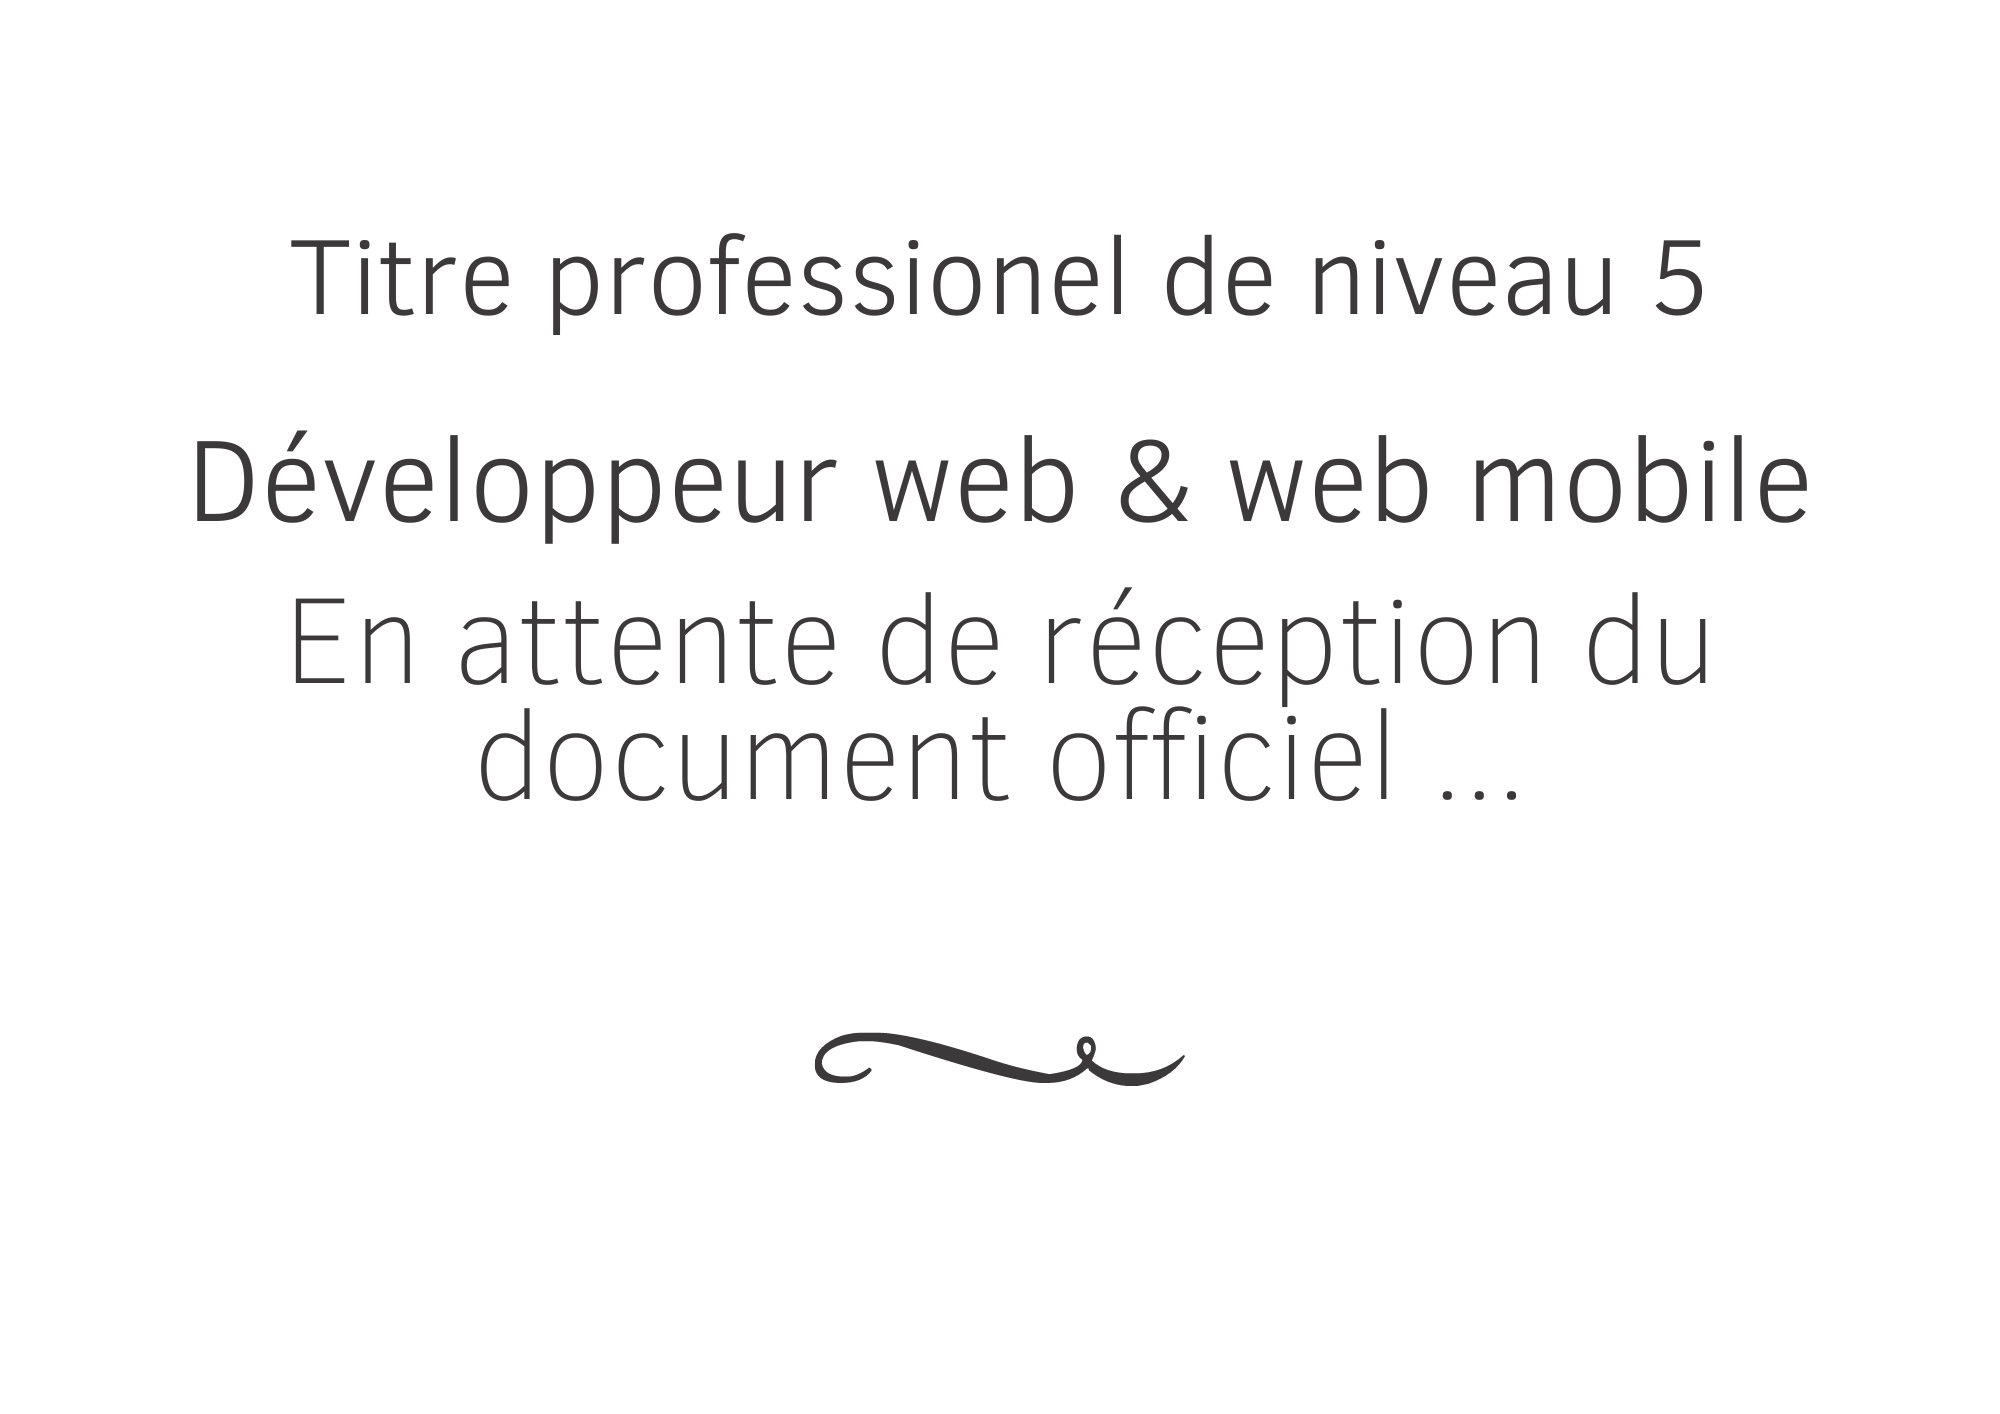 Titre professionel de niveau 5
Développeur web & web mobile
En attente de réception du
document officiel ...